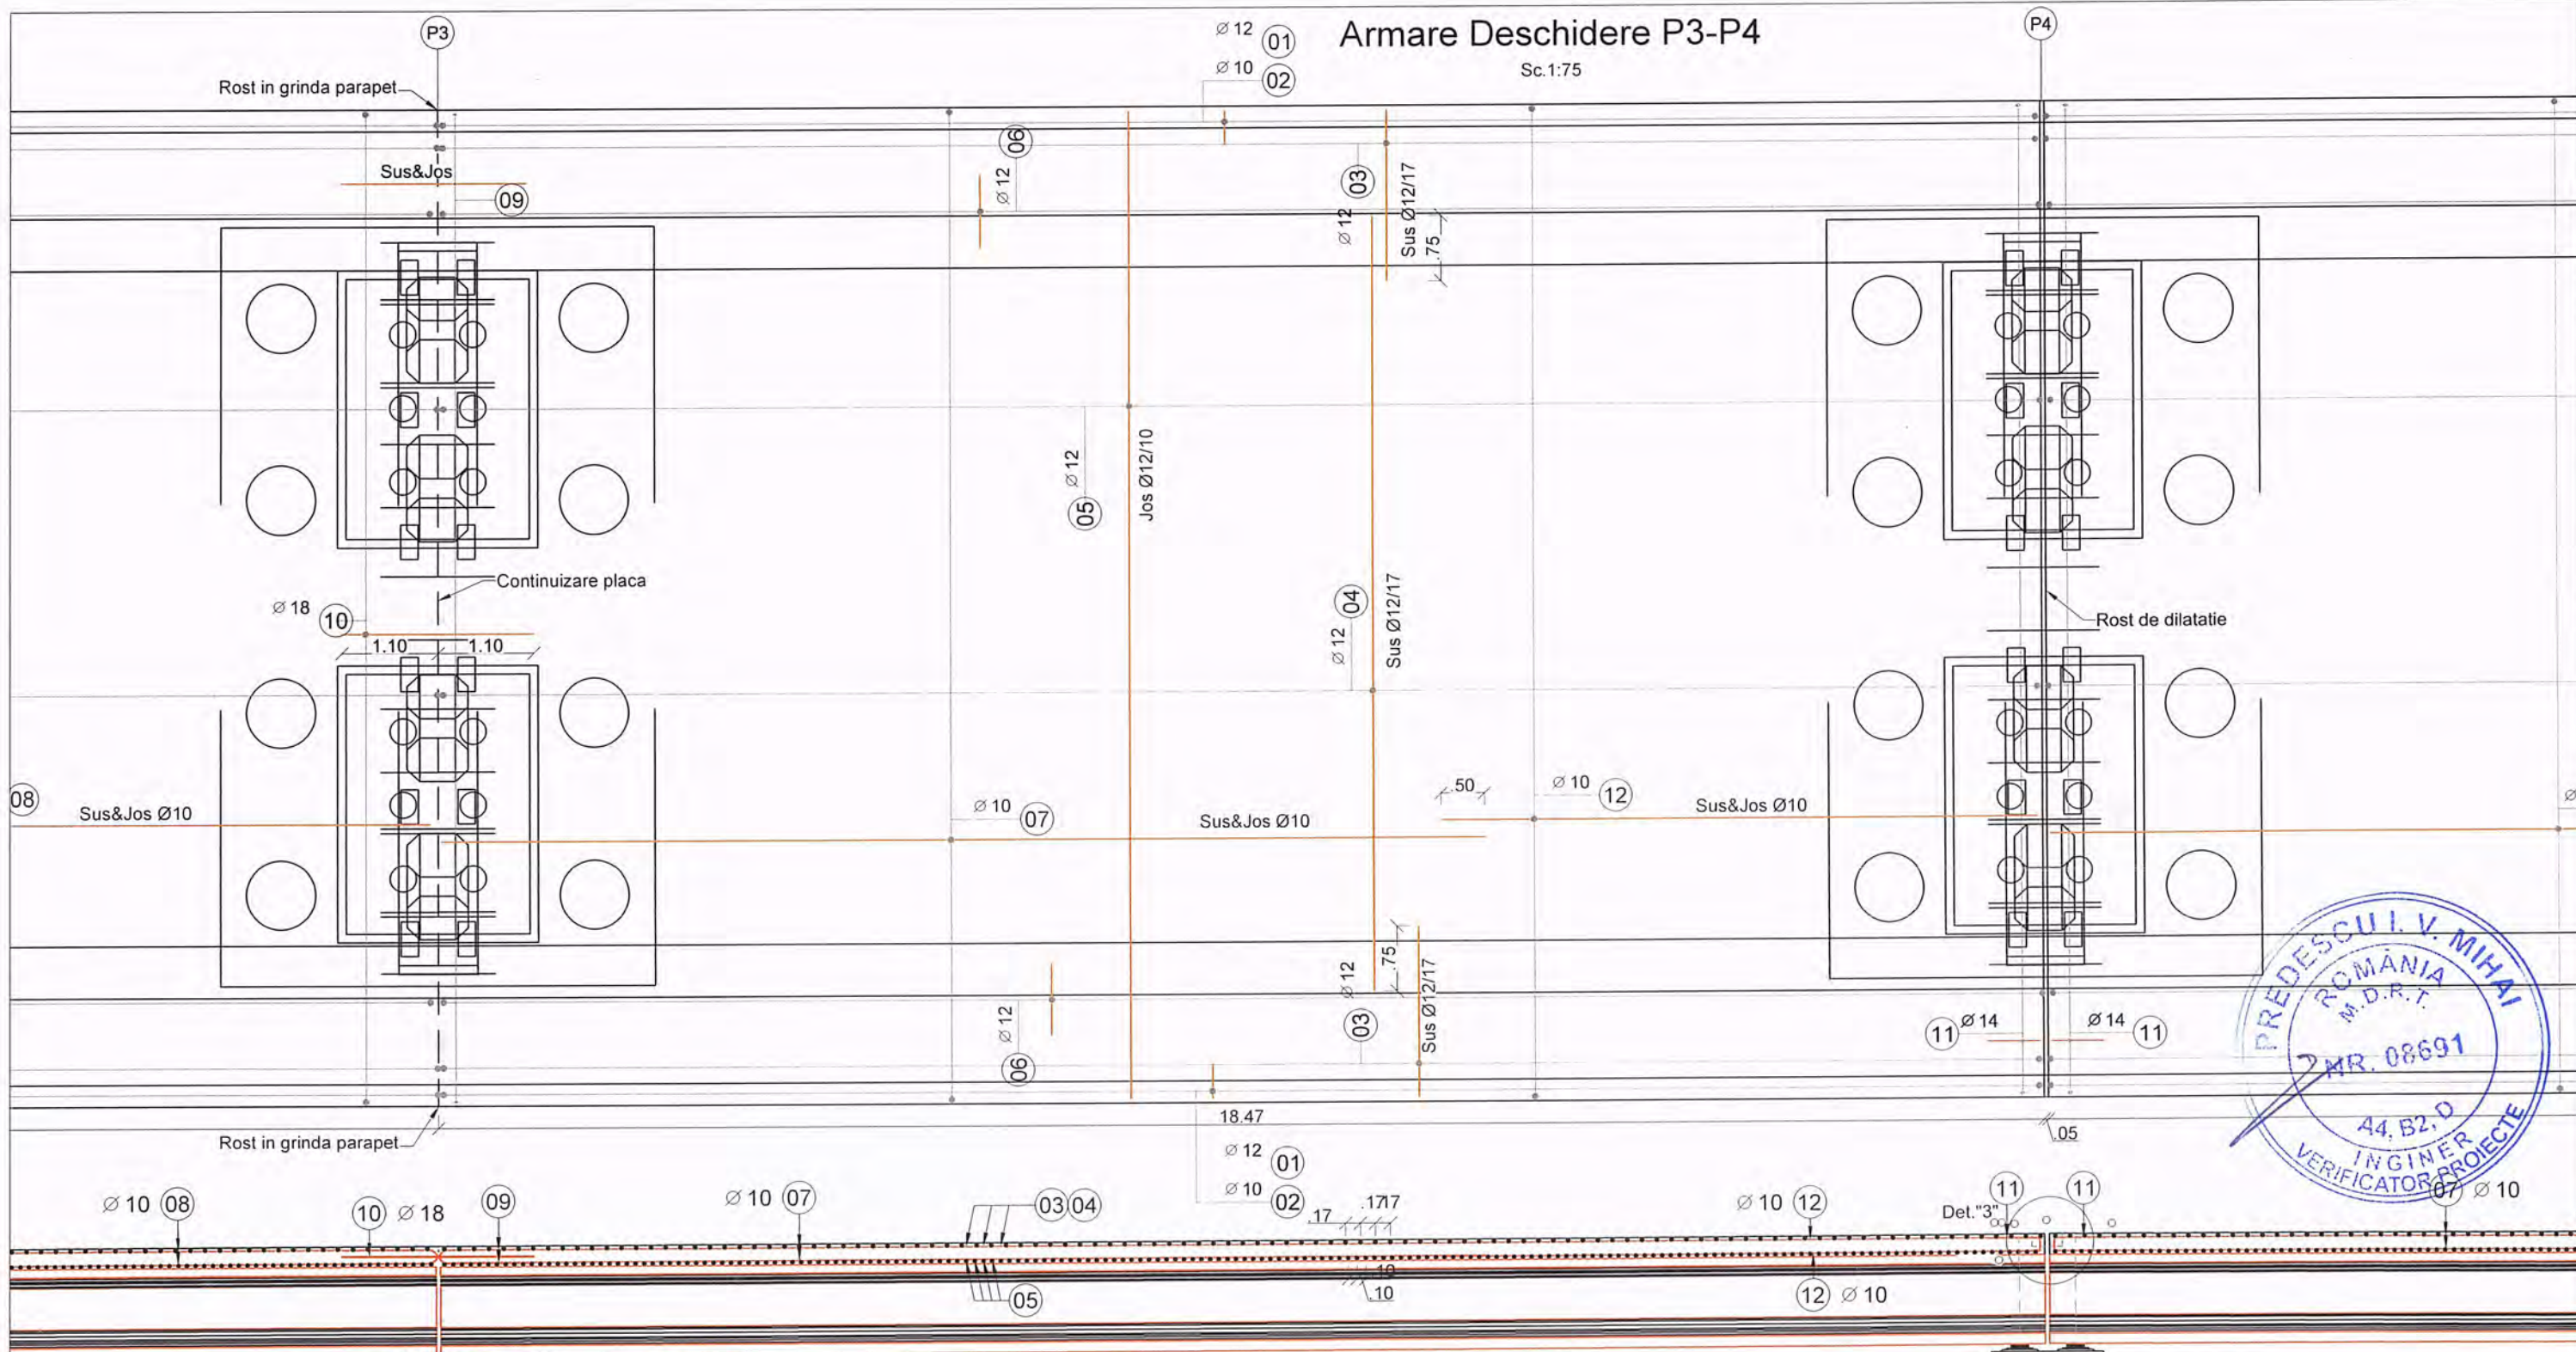 P3
Ø 12 01
Armare Deschidere P3-P4
P4
Ø 10 02
Sc.1:75
Rost in grinda parapet
Sus&Jos
09
Ø 12 06
03
Ø 12
Sus Ø12/17
.75
Ø 12 05
Jos Ø12/10
Continuizare placa
Ø 18 10
1.10 1.10
04
Ø 12
Sus Ø12/17
Rost de dilatatie
08
Sus&Jos Ø10
Ø 10 07
Sus&Jos Ø10
.50
Ø 10 12
Sus&Jos Ø10
Ø
.75
Ø 12
03
Sus Ø12/17
Ø 12
06
11 Ø 14
Ø 14 11
PREDESCU I. V. MIHAI
ROMÂNIA
M.D.R.T.
NR. 08691
A4, B2, D
INGINER
VERIFICATOR PROIECTE
18.47
.05
Rost in grinda parapet
Ø 12 01
Ø 10 02
Ø 10 08
10 Ø 18
09
Ø 10 07
03 04
.17 .17 17
Ø 10 12
Det."3"
11
11
07 Ø 10
05
.10
.10
12 Ø 10